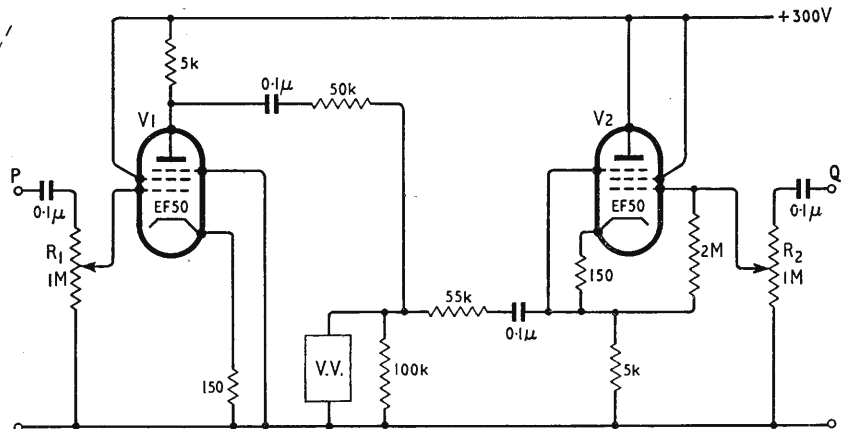 +300V
5k
0·1μ
50k
V1
V2
P
Q
EF50
EF50
0·1μ
0·1μ
R1
1M
150
2M
R2
1M
55k
0·1μ
150
V.V.
100k
5k